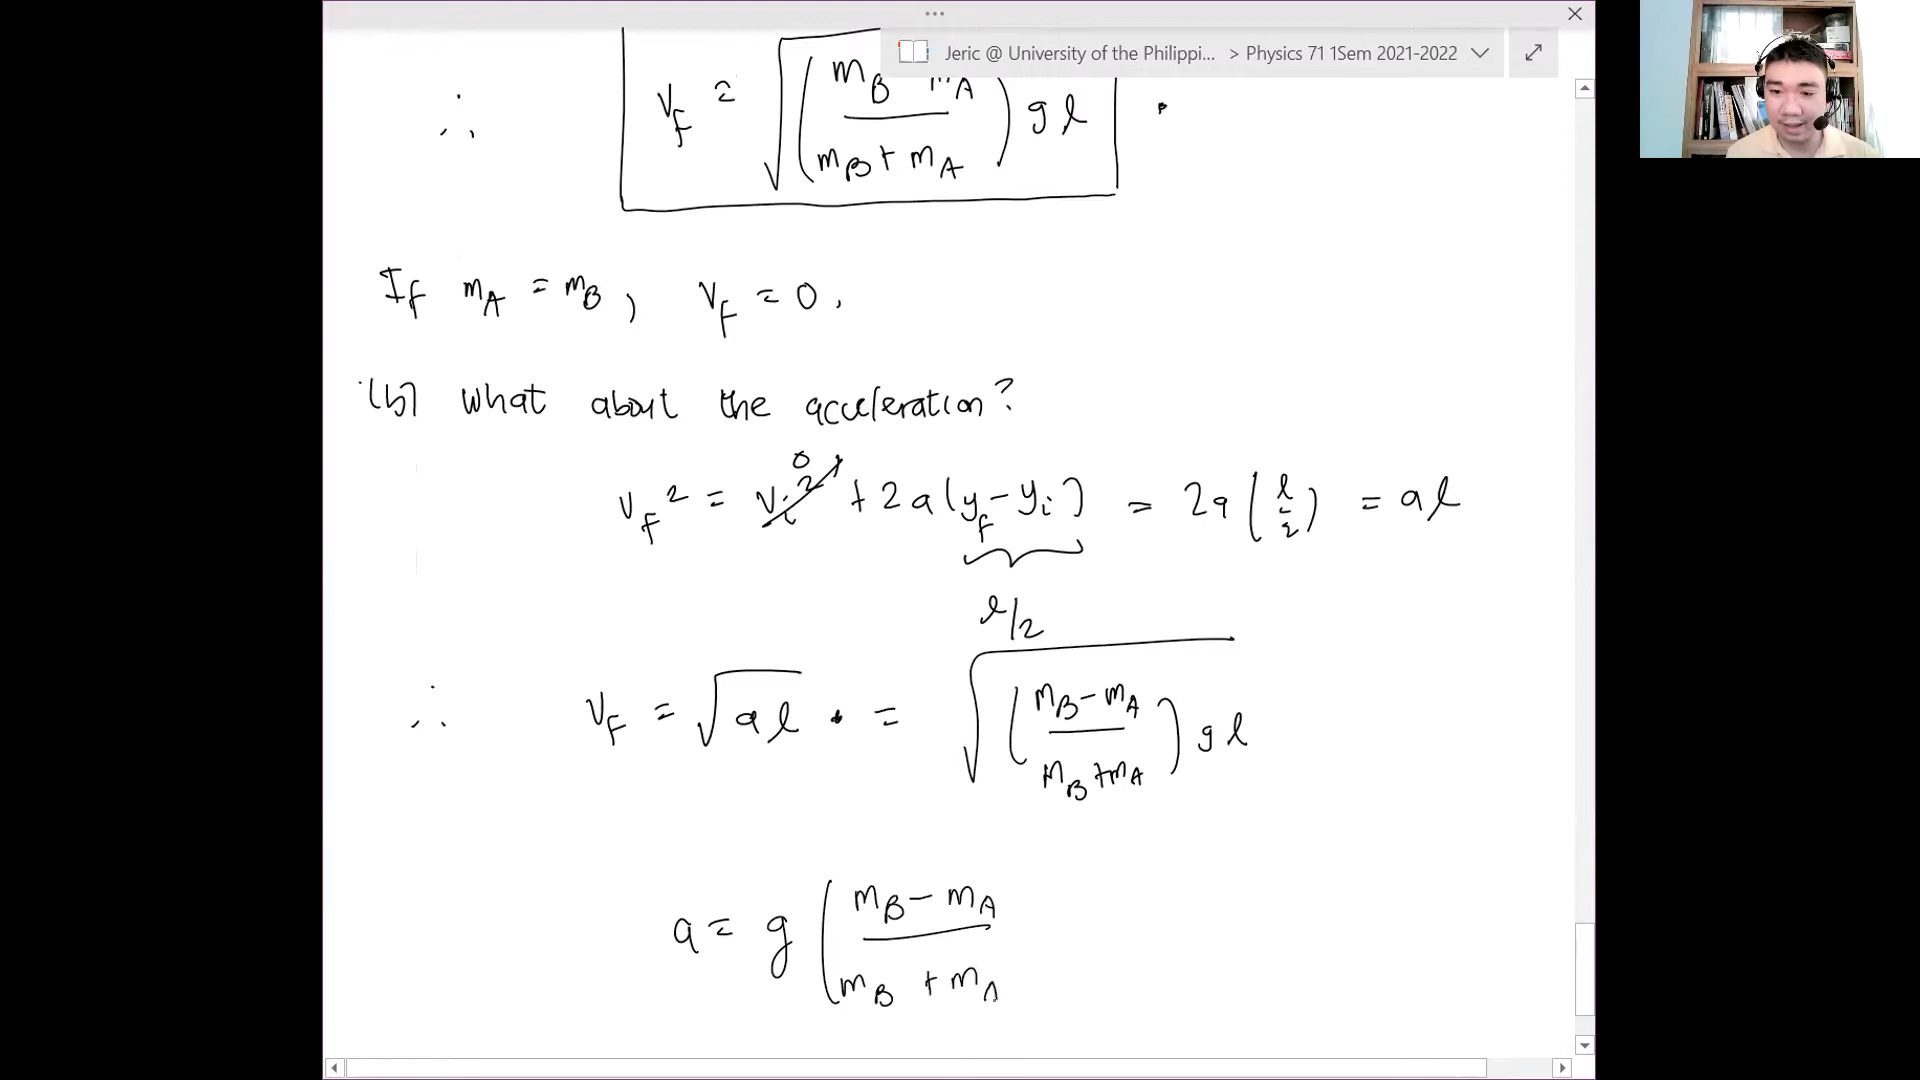 Jeric @ University of the Philippi... > Physics 71 1Sem 2021-2022
∴ v_f = √((m_B - m_A)/(m_B + m_A)) g l .
If m_A = m_B, v_f = 0.
(b) What about the acceleration?
v_f² = v_i²↗0 + 2a(y_f - y_i) = 2a(l/2) = al
l/2
∴ v_f = √(al) . = √(((m_B - m_A)/(m_B + m_A)) g l)
a = g ((m_B - m_A)/(m_B + m_A